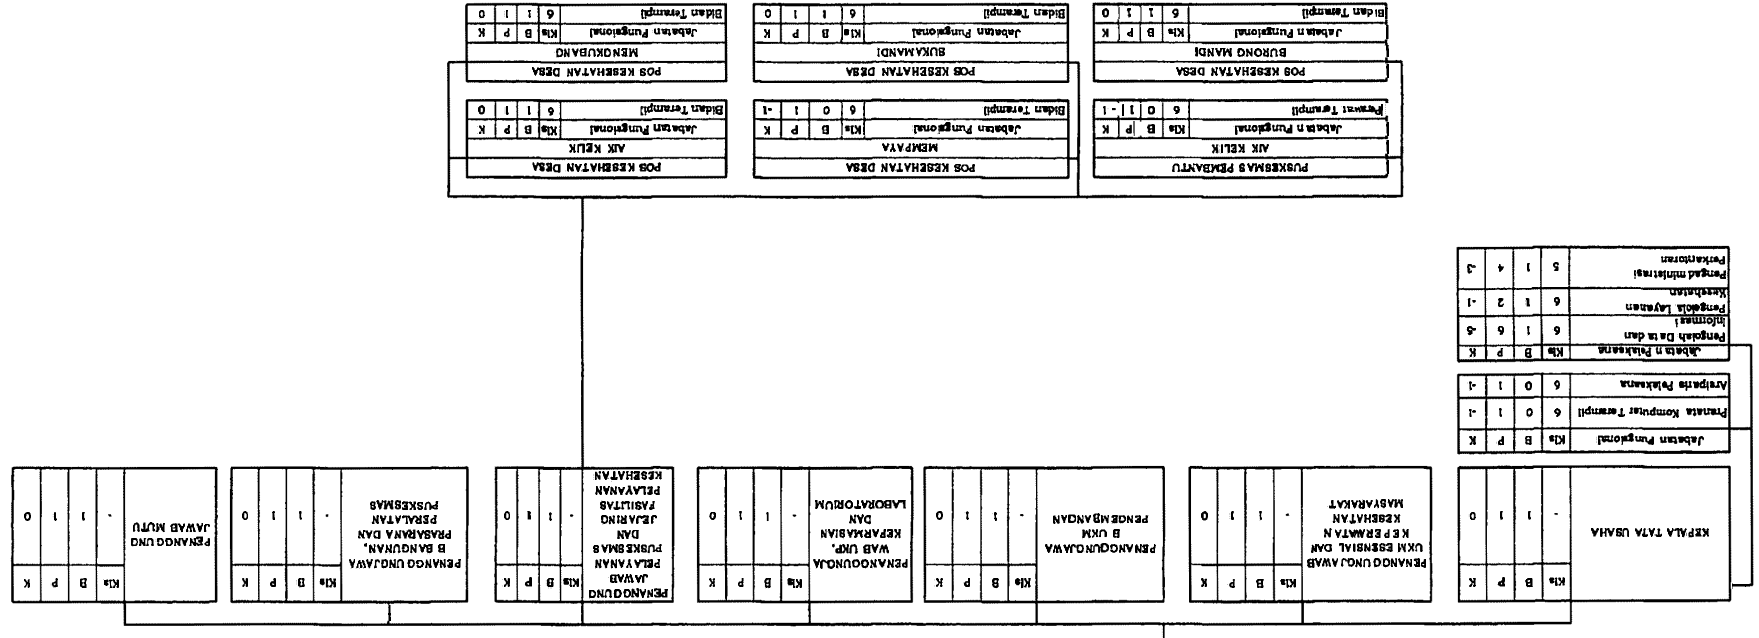 Kls B P K
KEPALA TATA USAHA
- 1 1 0
Kls B P K
PENANGGUNGJAWAB
UKM ESENSIAL DAN
KEPERAWATAN
KESEHATAN
MASYARAKAT
- 1 1 0
Kls B P K
PENANGGUNGJAWA
B UKM
PENGEMBANGAN
- 1 1 0
Kls B P K
PENANGGUNGJA
WAB UKP,
KEFARMASIAN
DAN
LABORATORIUM
- 1 1 0
Kls B P K
PENANGGUNG
JAWAB
PELAYANAN
PUSKESMAS
DAN
JEJARING
FASILITAS
PELAYANAN
KESEHATAN
- 1 1 0
Kls B P K
PENANGGUNGJAWA
B BANGUNAN,
PRASARANA DAN
PERALATAN
PUSKESMAS
- 1 1 0
Kls B P K
PENANGGUNG
JAWAB MUTU
- 1 1 0
Jabatan Fungsional Kls B P K
Pranata Komputer Terampil 6 0 1 -1
Arsiparis Pelaksana 6 0 1 -1
Jabatan Pelaksana Kls B P K
Pengolah Data dan
Informasi 6 1 6 -5
Pengelola Layanan
Kesehatan 6 1 2 -1
Pengadministrasi
Perkantoran 5 1 4 -3
PUSKESMAS PEMBANTU
AIK KELIK
Jabatan Fungsional Kls B P K
Perawat Terampil 6 0 1 -1
POS KESEHATAN DESA
MEMPAYA
Jabatan Fungsional Kls B P K
Bidan Terampil 6 0 1 -1
POS KESEHATAN DESA
AIK KELIK
Jabatan Fungsional Kls B P K
Bidan Terampil 6 1 1 0
POS KESEHATAN DESA
BURONG MANDI
Jabatan Fungsional Kls B P K
Bidan Terampil 6 1 1 0
POS KESEHATAN DESA
SUKAMANDI
Jabatan Fungsional Kls B P K
Bidan Terampil 6 1 1 0
POS KESEHATAN DESA
MENGKUBANG
Jabatan Fungsional Kls B P K
Bidan Terampil 6 1 1 0